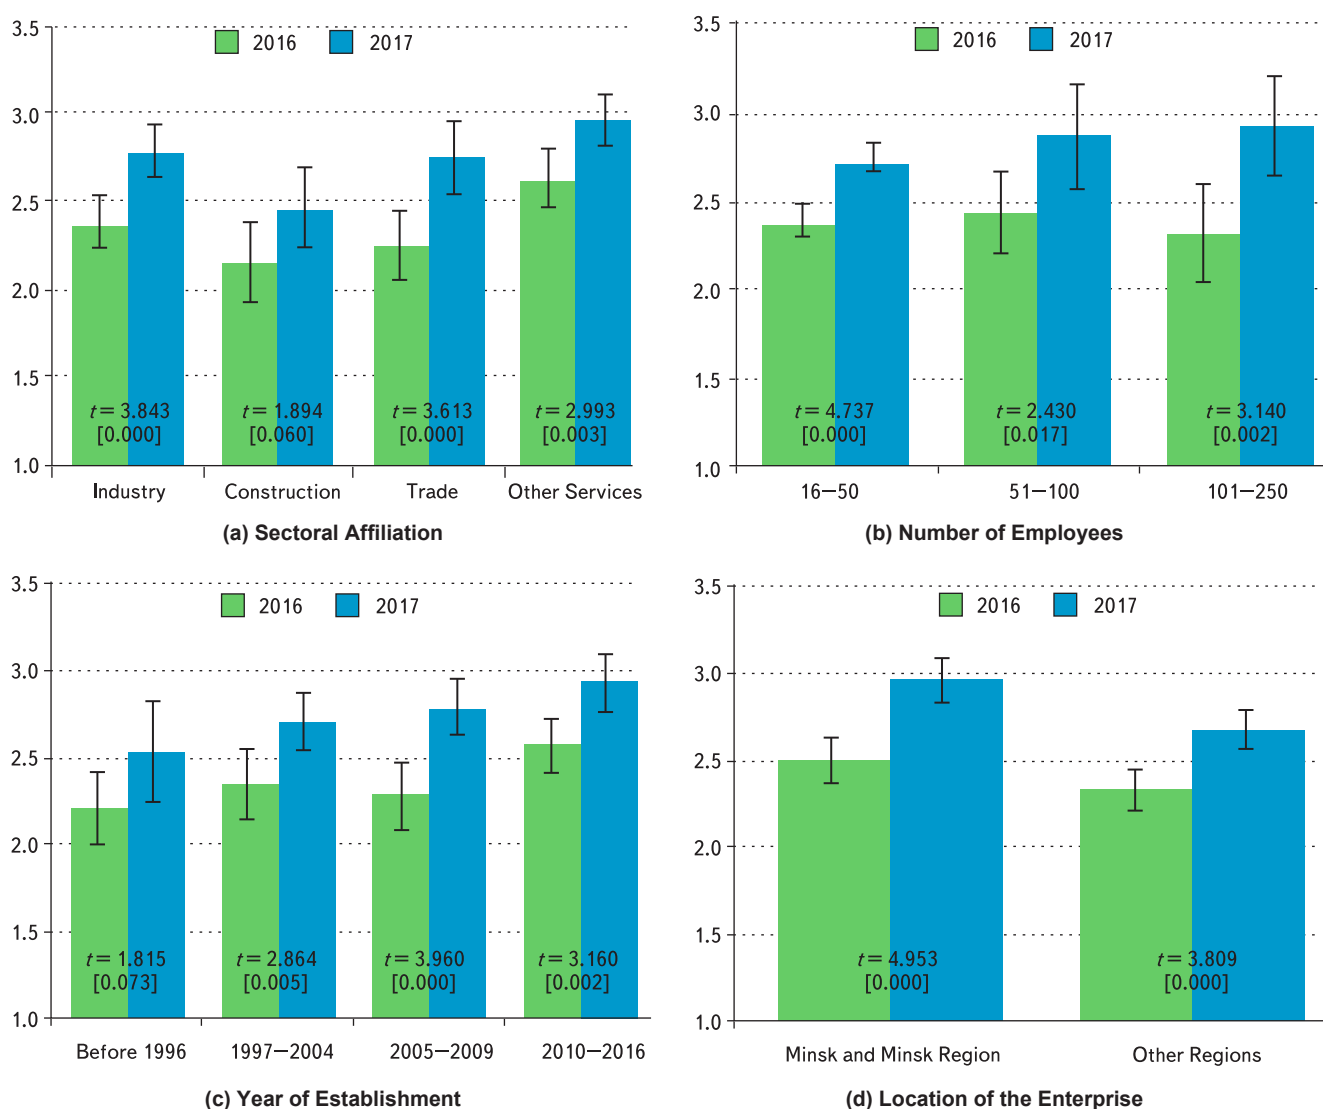 3.5
3.0
2.5
2.0
1.5
1.0
2016 2017
t = 3.843
[0.000]
t = 1.894
[0.060]
t = 3.613
[0.000]
t = 2.993
[0.003]
Industry Construction Trade Other Services
(a) Sectoral Affiliation
3.5
3.0
2.5
2.0
1.5
1.0
2016 2017
t = 4.737
[0.000]
t = 2.430
[0.017]
t = 3.140
[0.002]
16–50 51–100 101–250
(b) Number of Employees
3.5
3.0
2.5
2.0
1.5
1.0
2016 2017
t = 1.815
[0.073]
t = 2.864
[0.005]
t = 3.960
[0.000]
t = 3.160
[0.002]
Before 1996 1997–2004 2005–2009 2010–2016
(c) Year of Establishment
3.5
3.0
2.5
2.0
1.5
1.0
2016 2017
t = 4.953
[0.000]
t = 3.809
[0.000]
Minsk and Minsk Region Other Regions
(d) Location of the Enterprise